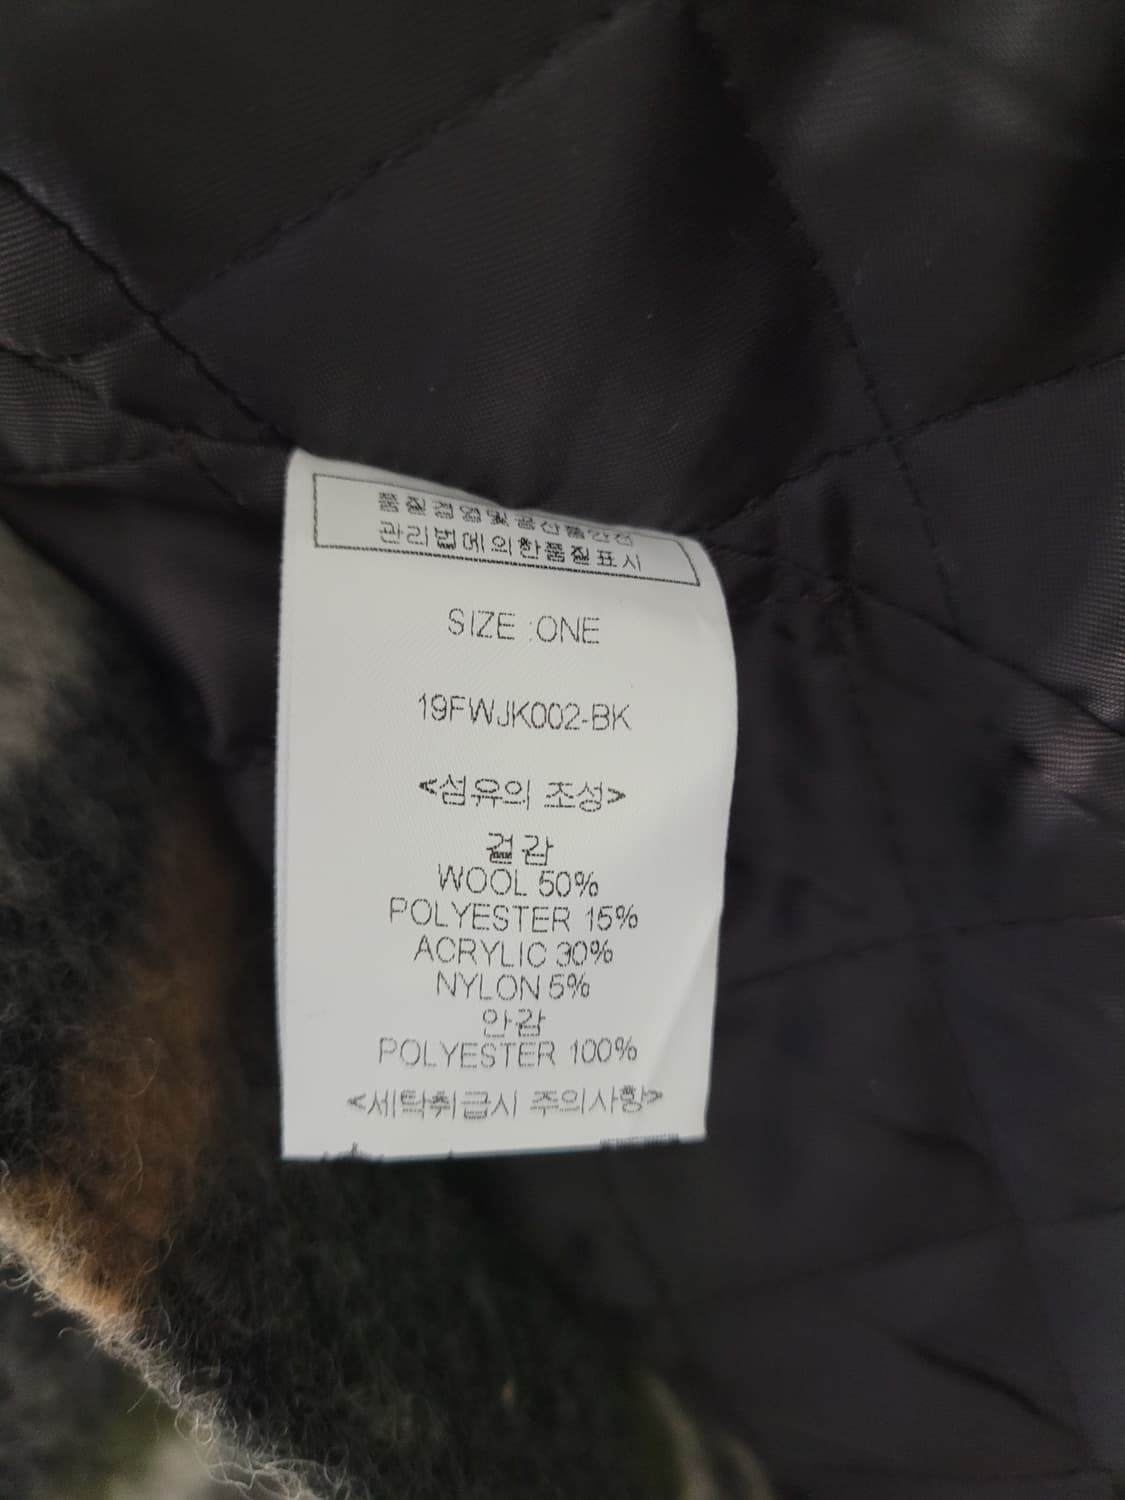 품질경영및공산품안전
관리법에의한품질표시
SIZE :ONE
19FWJK002-BK
<섬유의 조성>
겉감
WOOL 50%
POLYESTER 15%
ACRYLIC 30%
NYLON 5%
안감
POLYESTER 100%
<세탁취급시 주의사항>